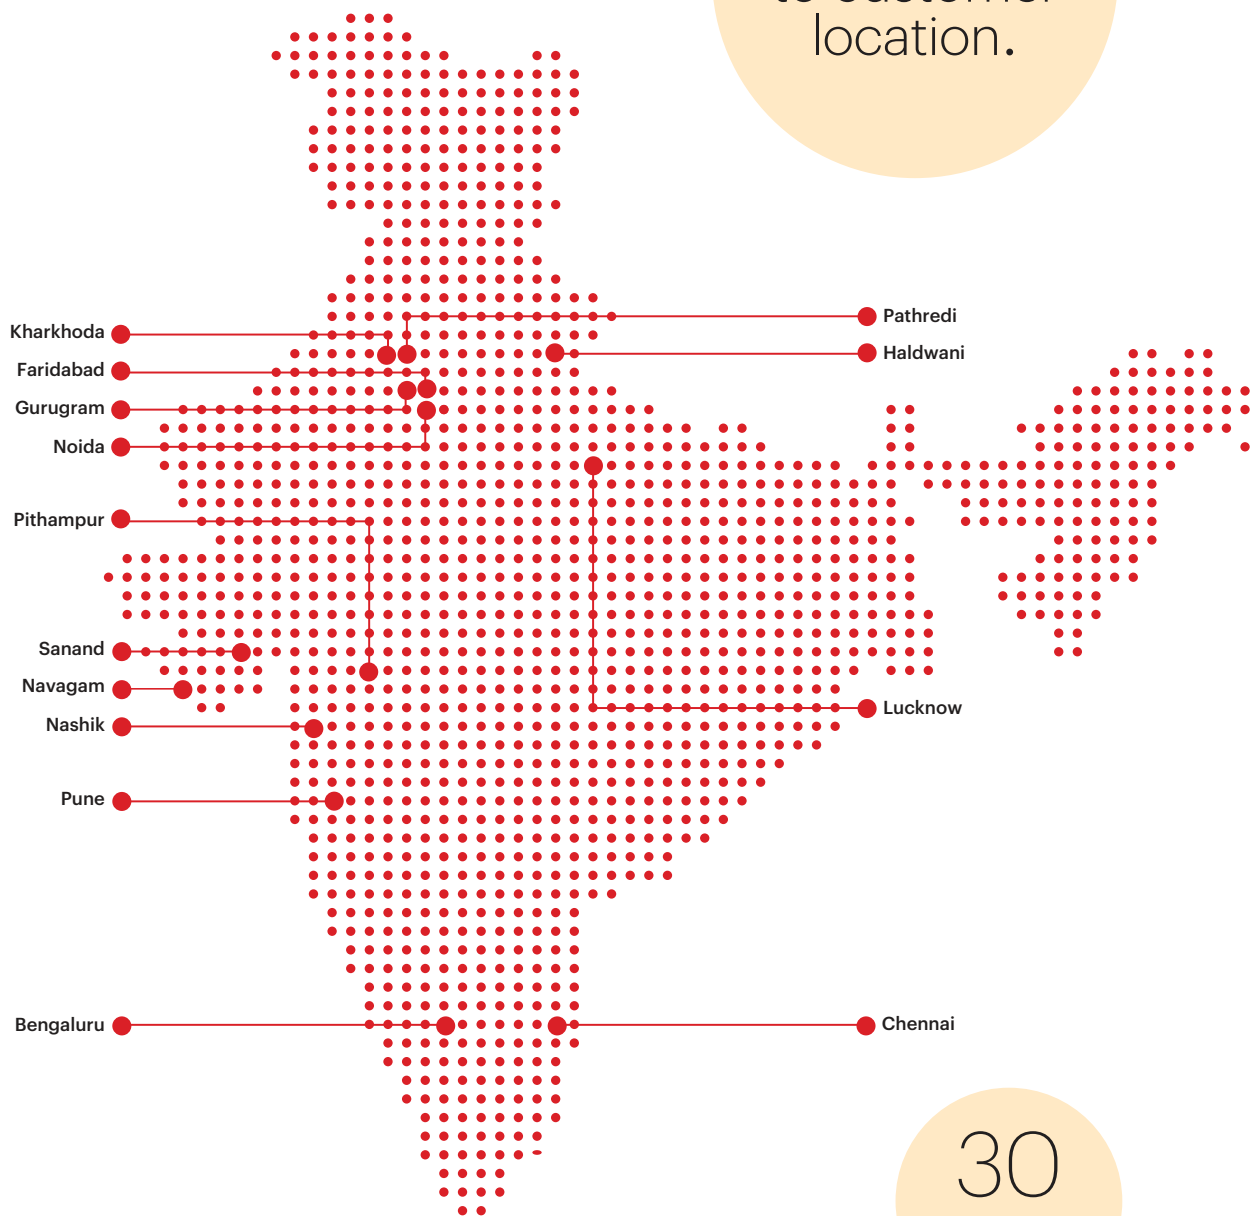 location.
Kharkhoda
Faridabad
Gurugram
Noida
Pithampur
Sanand
Navagam
Nashik
Pune
Bengaluru
Pathredi
Haldwani
Lucknow
Chennai
30